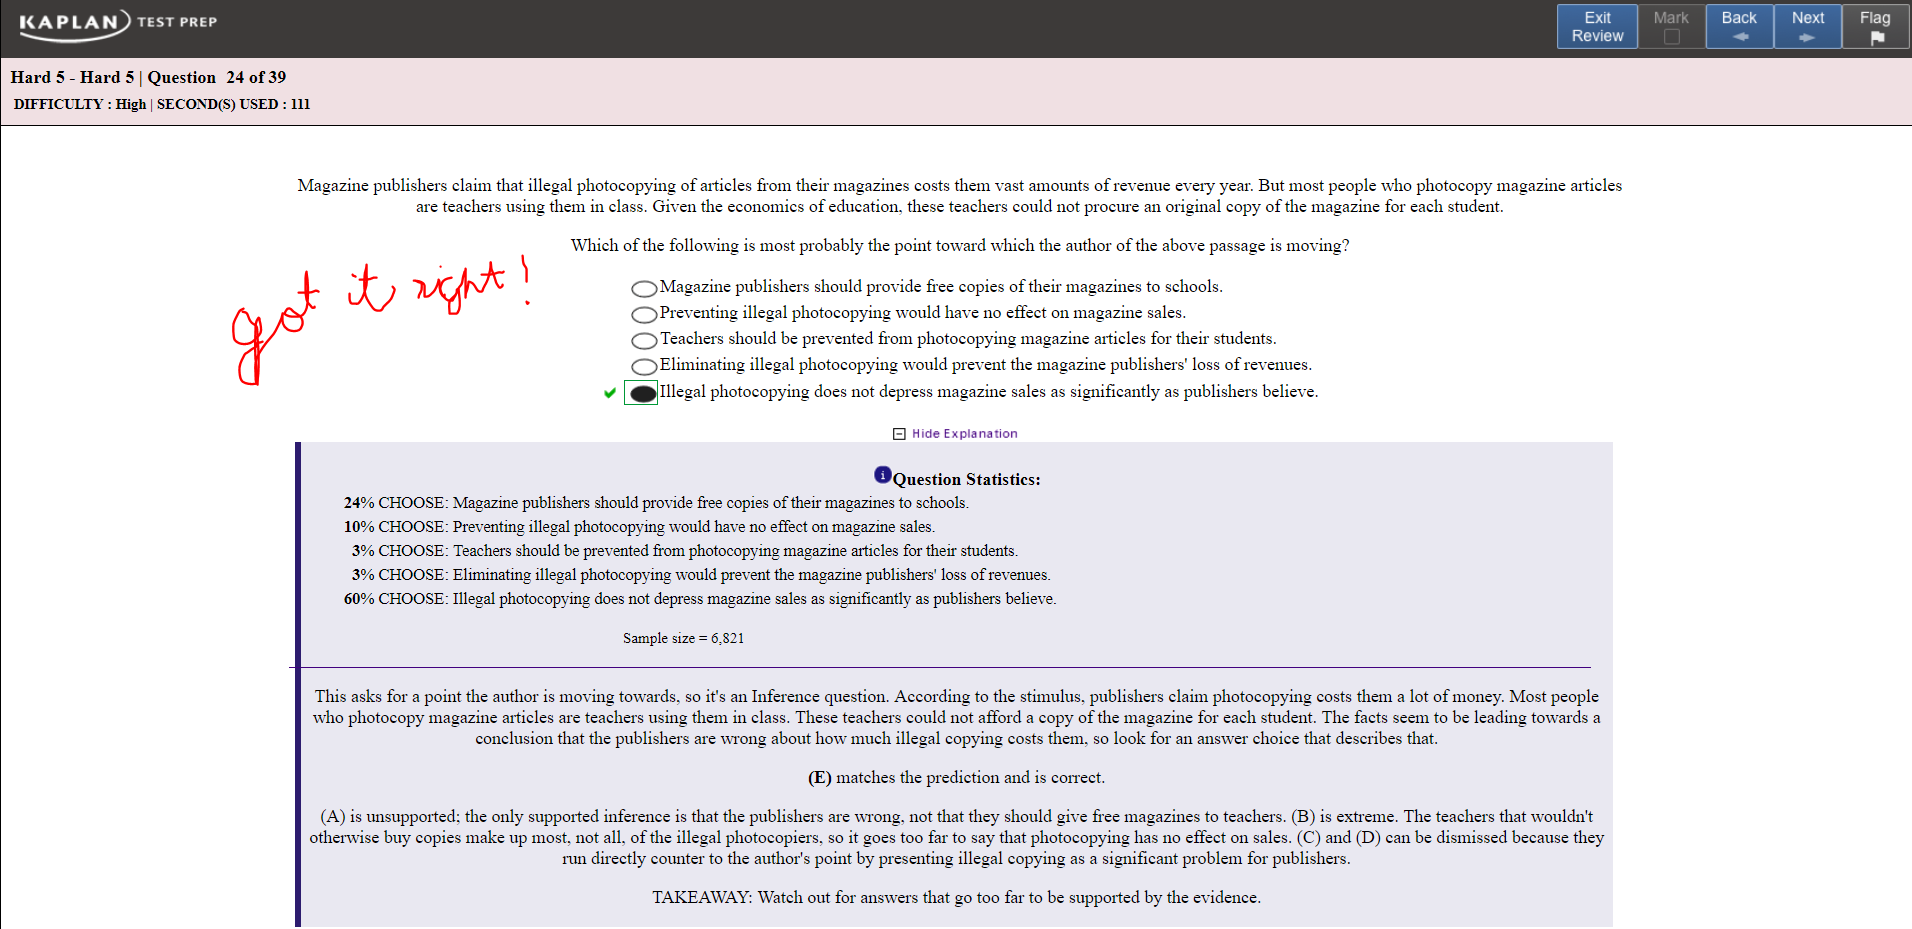 KAPLAN TEST PREP
Exit Review
Mark
Back
Next
Flag
Hard 5 - Hard 5 | Question 24 of 39
DIFFICULTY : High | SECOND(S) USED : 111
Magazine publishers claim that illegal photocopying of articles from their magazines costs them vast amounts of revenue every year. But most people who photocopy magazine articles
are teachers using them in class. Given the economics of education, these teachers could not procure an original copy of the magazine for each student.
Which of the following is most probably the point toward which the author of the above passage is moving?
got it right!
Magazine publishers should provide free copies of their magazines to schools.
Preventing illegal photocopying would have no effect on magazine sales.
Teachers should be prevented from photocopying magazine articles for their students.
Eliminating illegal photocopying would prevent the magazine publishers' loss of revenues.
Illegal photocopying does not depress magazine sales as significantly as publishers believe.
Hide Explanation
Question Statistics:
24% CHOOSE: Magazine publishers should provide free copies of their magazines to schools.
10% CHOOSE: Preventing illegal photocopying would have no effect on magazine sales.
3% CHOOSE: Teachers should be prevented from photocopying magazine articles for their students.
3% CHOOSE: Eliminating illegal photocopying would prevent the magazine publishers' loss of revenues.
60% CHOOSE: Illegal photocopying does not depress magazine sales as significantly as publishers believe.
Sample size = 6,821
This asks for a point the author is moving towards, so it's an Inference question. According to the stimulus, publishers claim photocopying costs them a lot of money. Most people
who photocopy magazine articles are teachers using them in class. These teachers could not afford a copy of the magazine for each student. The facts seem to be leading towards a
conclusion that the publishers are wrong about how much illegal copying costs them, so look for an answer choice that describes that.
(E) matches the prediction and is correct.
(A) is unsupported; the only supported inference is that the publishers are wrong, not that they should give free magazines to teachers. (B) is extreme. The teachers that wouldn't
otherwise buy copies make up most, not all, of the illegal photocopiers, so it goes too far to say that photocopying has no effect on sales. (C) and (D) can be dismissed because they
run directly counter to the author's point by presenting illegal copying as a significant problem for publishers.
TAKEAWAY: Watch out for answers that go too far to be supported by the evidence.